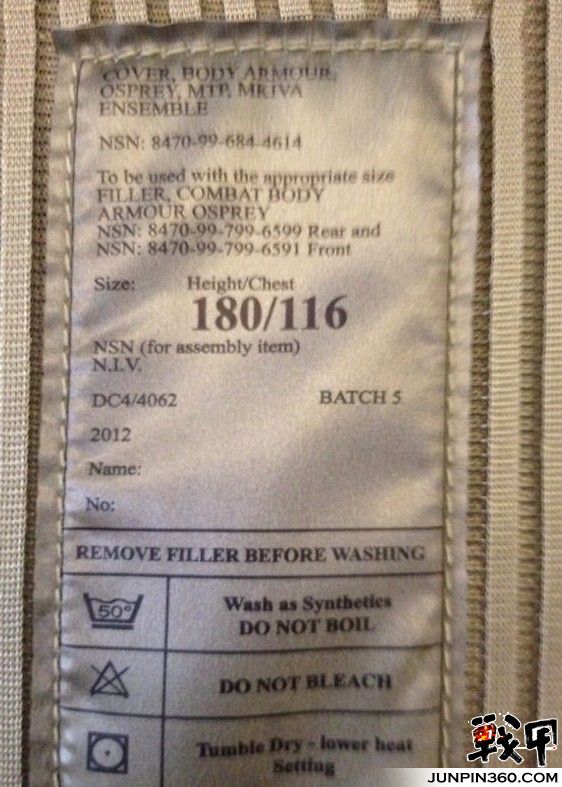 COVER, BODY ARMOUR,
OSPREY, MTP, MKIVA
ENSEMBLE
NSN: 8470-99-684-4614
To be used with the appropriate size
FILLER, COMBAT BODY
ARMOUR OSPREY
NSN: 8470-99-799-6599 Rear and
NSN: 8470-99-799-6591 Front
Size: Height/Chest
180/116
NSN (for assembly item)
N.I.V.
DC4/4062 BATCH 5
2012
Name:
No:
REMOVE FILLER BEFORE WASHING
50° Wash as Synthetics
DO NOT BOIL
DO NOT BLEACH
Tumble Dry - lower heat
Setting
戦甲
JUNPIN360.COM